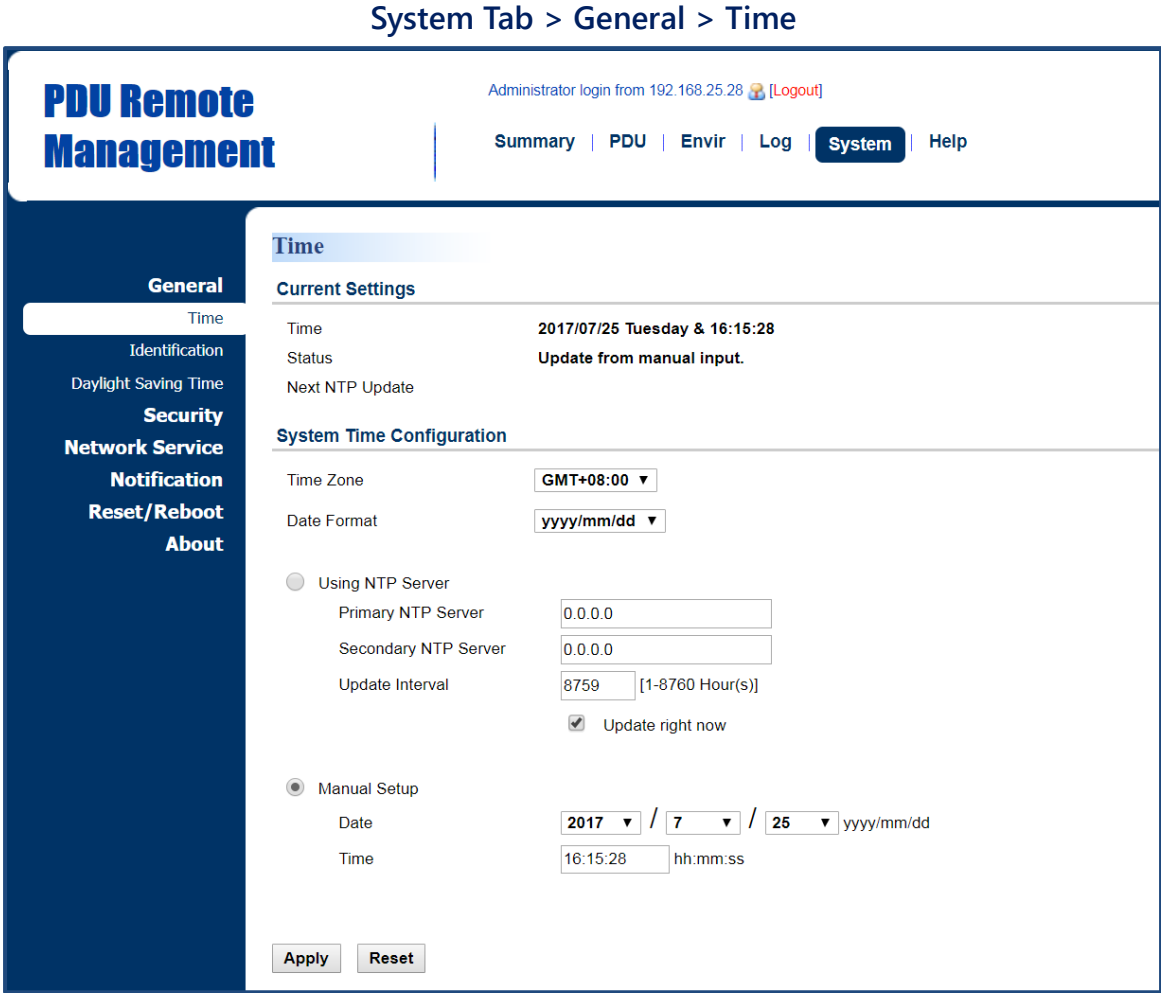 System Tab > General > Time
PDU Remote
Management
Administrator login from 192.168.25.28 [Logout]
Summary | PDU | Envir | Log | System | Help
General
Time
Identification
Daylight Saving Time
Security
Network Service
Notification
Reset/Reboot
About
Time
Current Settings
Time 2017/07/25 Tuesday & 16:15:28
Status Update from manual input.
Next NTP Update
System Time Configuration
Time Zone GMT+08:00
Date Format yyyy/mm/dd
Using NTP Server
Primary NTP Server 0.0.0.0
Secondary NTP Server 0.0.0.0
Update Interval 8759 [1-8760 Hour(s)]
Update right now
Manual Setup
Date 2017 / 7 / 25 yyyy/mm/dd
Time 16:15:28 hh:mm:ss
Apply Reset